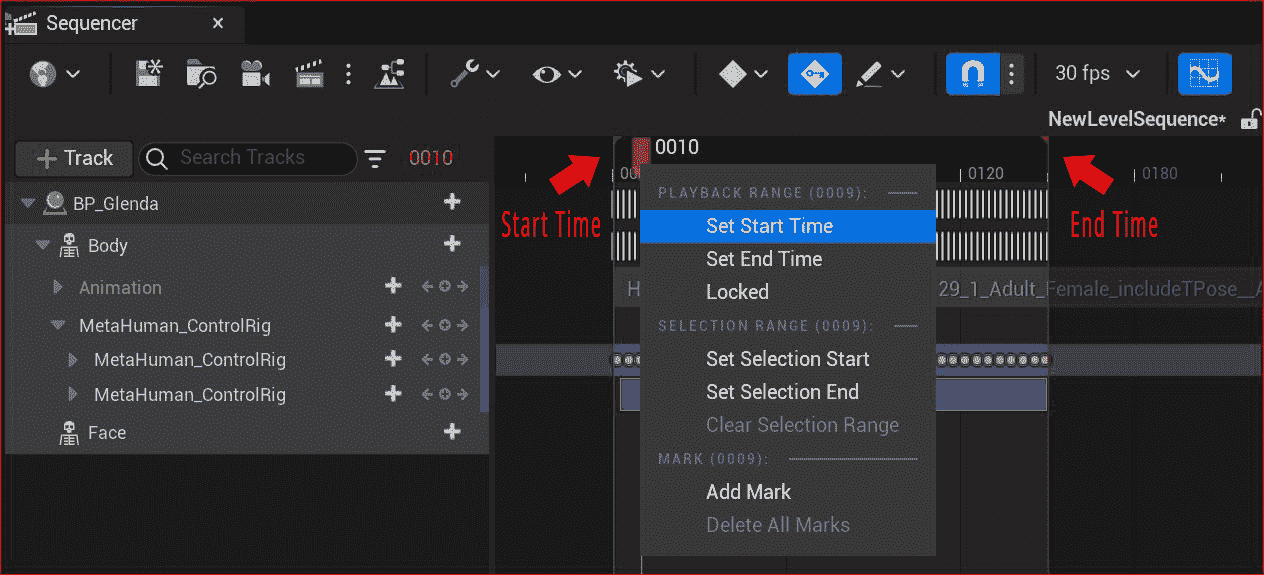 Sequencer
30 fps
NewLevelSequence*
Track
Search Tracks
0010
0010
0120
0180
BP_Glenda
Body
Animation
MetaHuman_ControlRig
MetaHuman_ControlRig
MetaHuman_ControlRig
Face
Start Time
End Time
PLAYBACK RANGE (0009):
Set Start Time
Set End Time
Locked
SELECTION RANGE (0009):
Set Selection Start
Set Selection End
Clear Selection Range
MARK (0009):
Add Mark
Delete All Marks
29_1_Adult_Female_includeTPose__